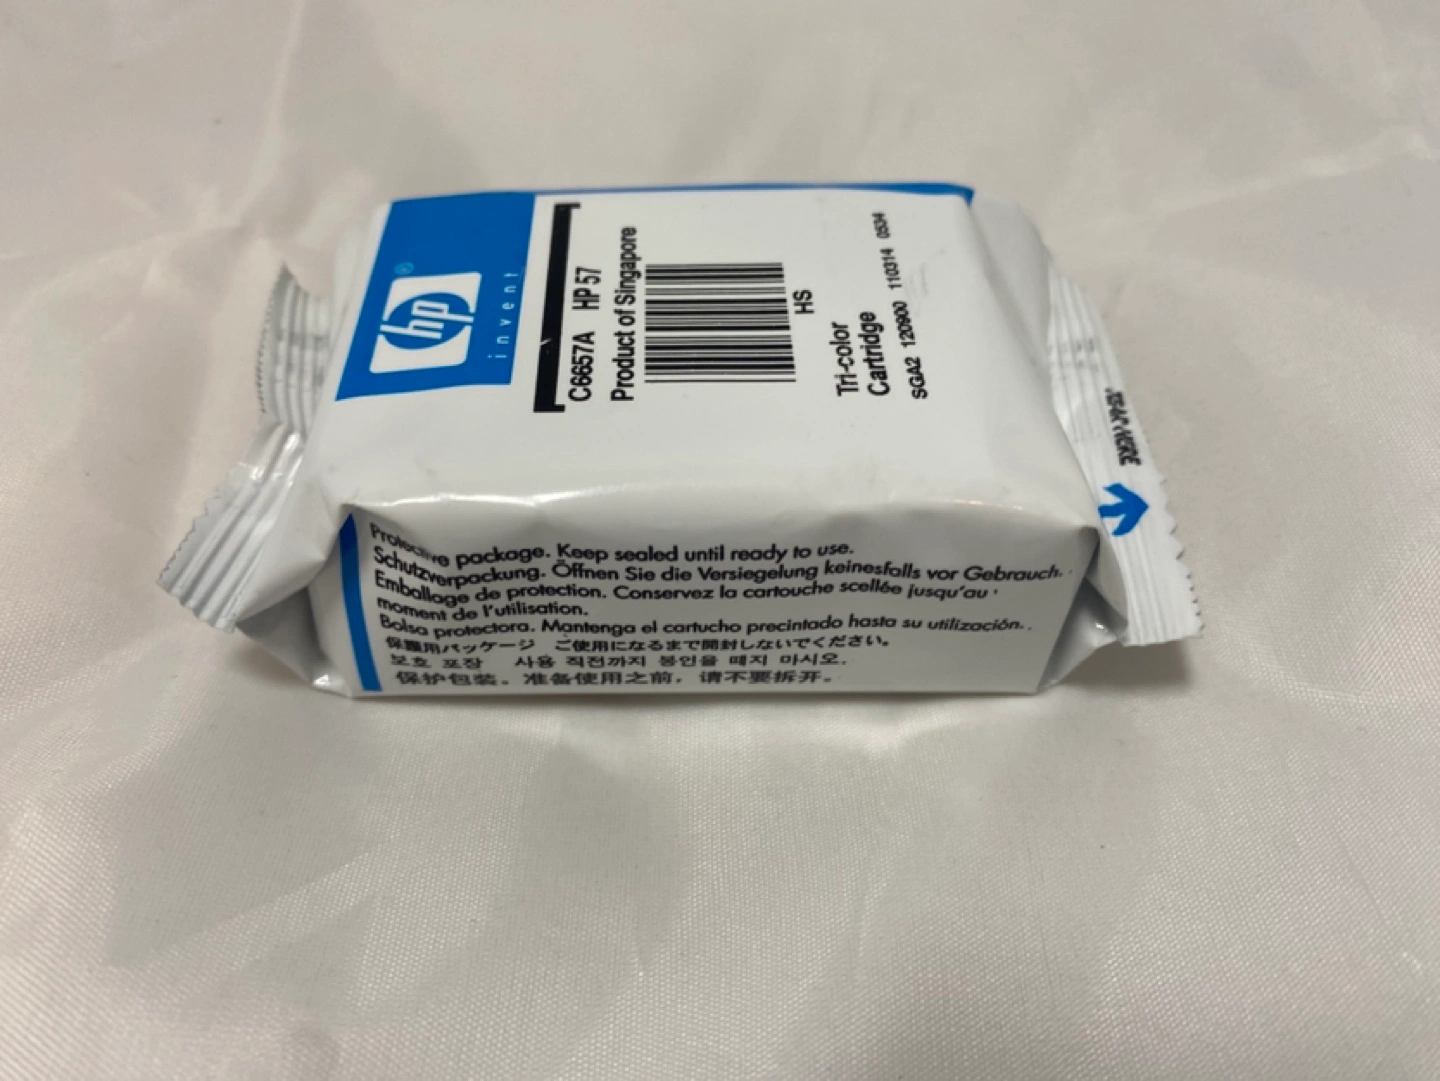 hp®
invent
C6657A HP 57
Product of Singapore
HS
Tri-color
Cartridge
SGA2 120900 110314 0534
Protective package. Keep sealed until ready to use.
Schutzverpackung. Öffnen Sie die Versiegelung keinesfalls vor Gebrauch.
Emballage de protection. Conservez la cartouche scellée jusqu'au
moment de l'utilisation.
Bolsa protectora. Mantenga el cartucho precintado hasta su utilización.
保護用パッケージ ご使用になるまで開封しないでください。
보호 포장 사용 직전까지 봉인을 떼지 마시오.
保护包装。准备使用之前，请不要拆开。